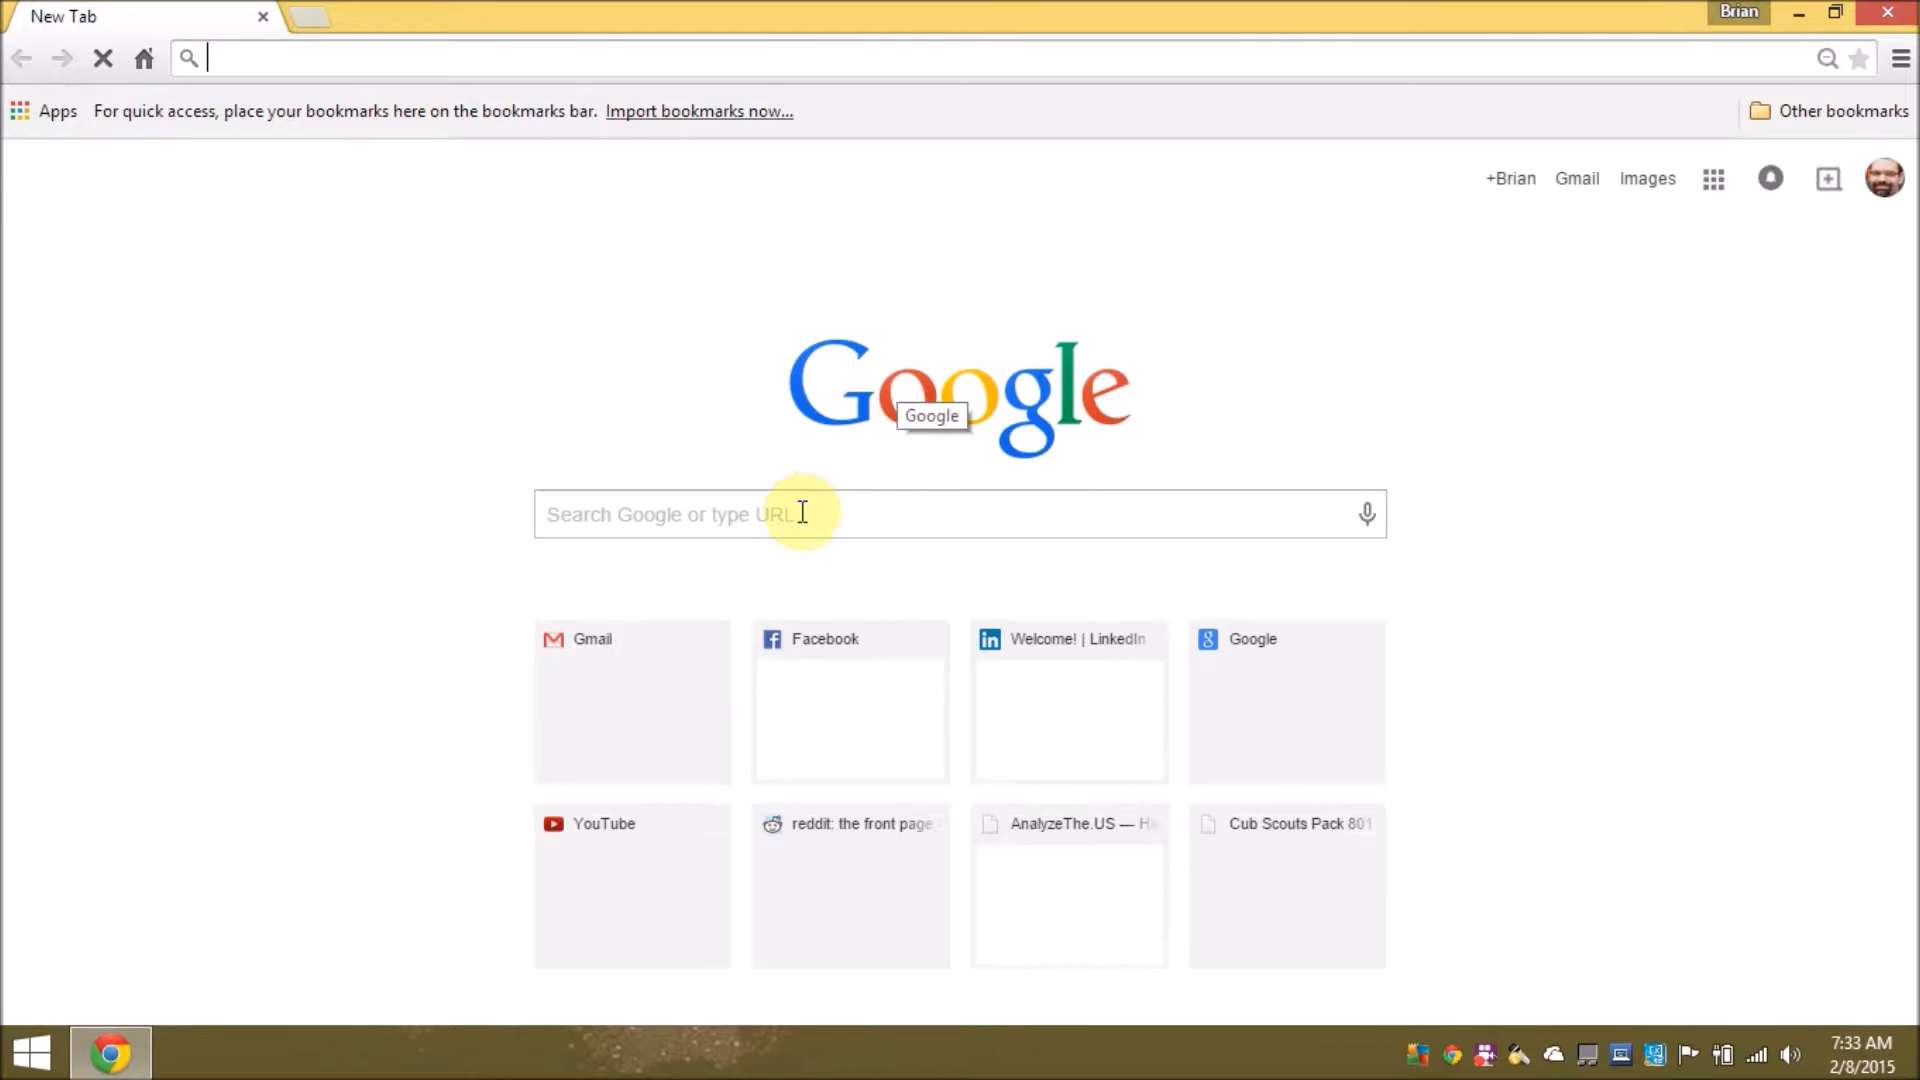 New Tab
Brian
Apps For quick access, place your bookmarks here on the bookmarks bar. Import bookmarks now...
Other bookmarks
+Brian Gmail Images
Google
Google
Search Google or type URL
Gmail
Facebook
Welcome! | LinkedIn
Google
YouTube
reddit: the front page
AnalyzeThe.US — Ha
Cub Scouts Pack 801
7:33 AM
2/8/2015